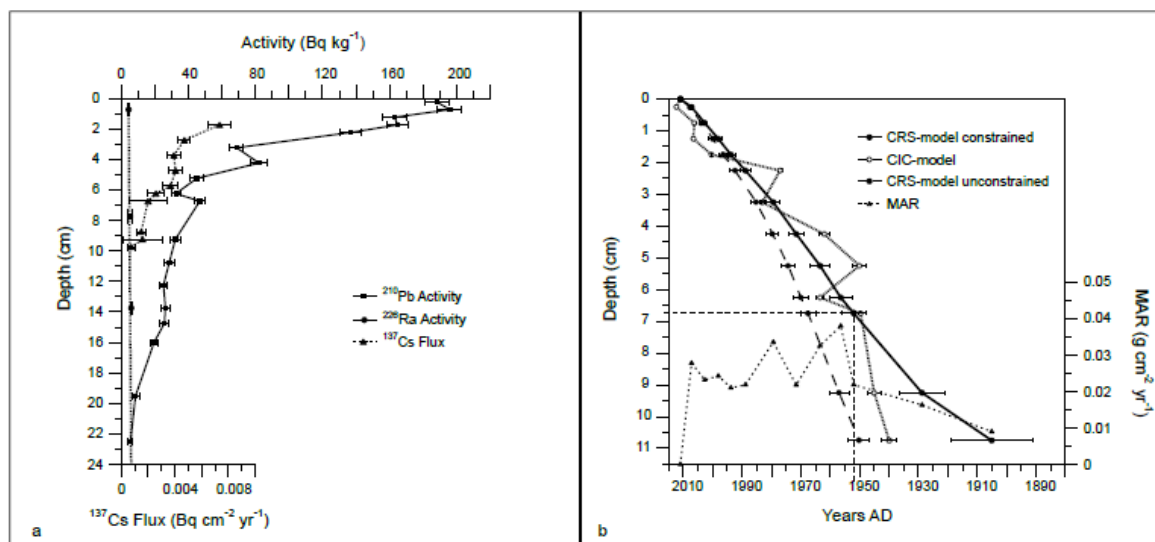 Activity (Bq kg⁻¹)
0 40 80 120 160 200
0
2
4
6
8
10
12
14
16
18
20
22
24
Depth (cm)
²¹⁰Pb Activity
²²⁶Ra Activity
¹³⁷Cs Flux
0 0.004 0.008
¹³⁷Cs Flux (Bq cm⁻² yr⁻¹)
a
0
1
2
3
4
5
6
7
8
9
10
11
Depth (cm)
CRS-model constrained
CIC-model
CRS-model unconstrained
MAR
0.05
0.04
0.03
0.02
0.01
0
MAR (g cm⁻² yr⁻¹)
2010 1990 1970 1950 1930 1910 1890
Years AD
b